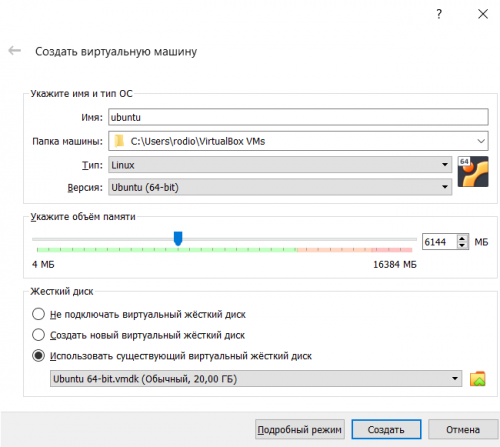 ?
Создать виртуальную машину
Укажите имя и тип ОС
Имя: ubuntu
Папка машины: C:\Users\rodio\VirtualBox VMs
Тип: Linux
64
Версия: Ubuntu (64-bit)
Укажите объём памяти
6144 МБ
4 МБ 16384 МБ
Жесткий диск
Не подключать виртуальный жёсткий диск
Создать новый виртуальный жёсткий диск
Использовать существующий виртуальный жёсткий диск
Ubuntu 64-bit.vmdk (Обычный, 20,00 ГБ)
Подробный режим Создать Отмена